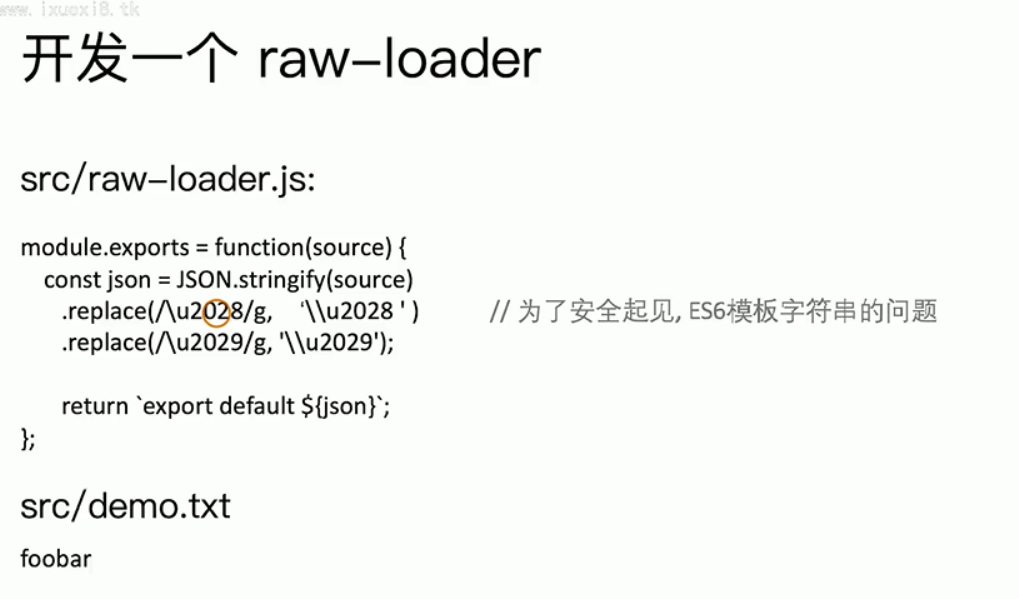 www.ixuexi8.tk
开发一个 raw-loader
src/raw-loader.js:
module.exports = function(source) {
const json = JSON.stringify(source)
.replace(/\u2028/g, ‘\\u2028 ' ) // 为了安全起见, ES6模板字符串的问题
.replace(/\u2029/g, '\\u2029');
return `export default ${json}`;
};
src/demo.txt
foobar